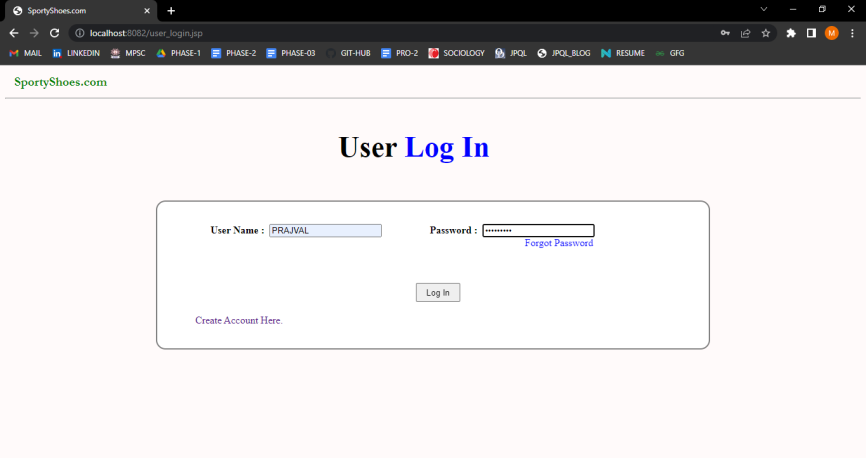 SportyShoes.com
localhost:8082/user_login.jsp
M
MAIL LINKEDIN MPSC PHASE-1 PHASE-2 PHASE-03 GIT-HUB PRO-2 SOCIOLOGY JPQL JPQL_BLOG RESUME GFG
SportyShoes.com
User Log In
User Name : PRAJVAL Password : •••••••••
Forgot Password
Log In
Create Account Here.